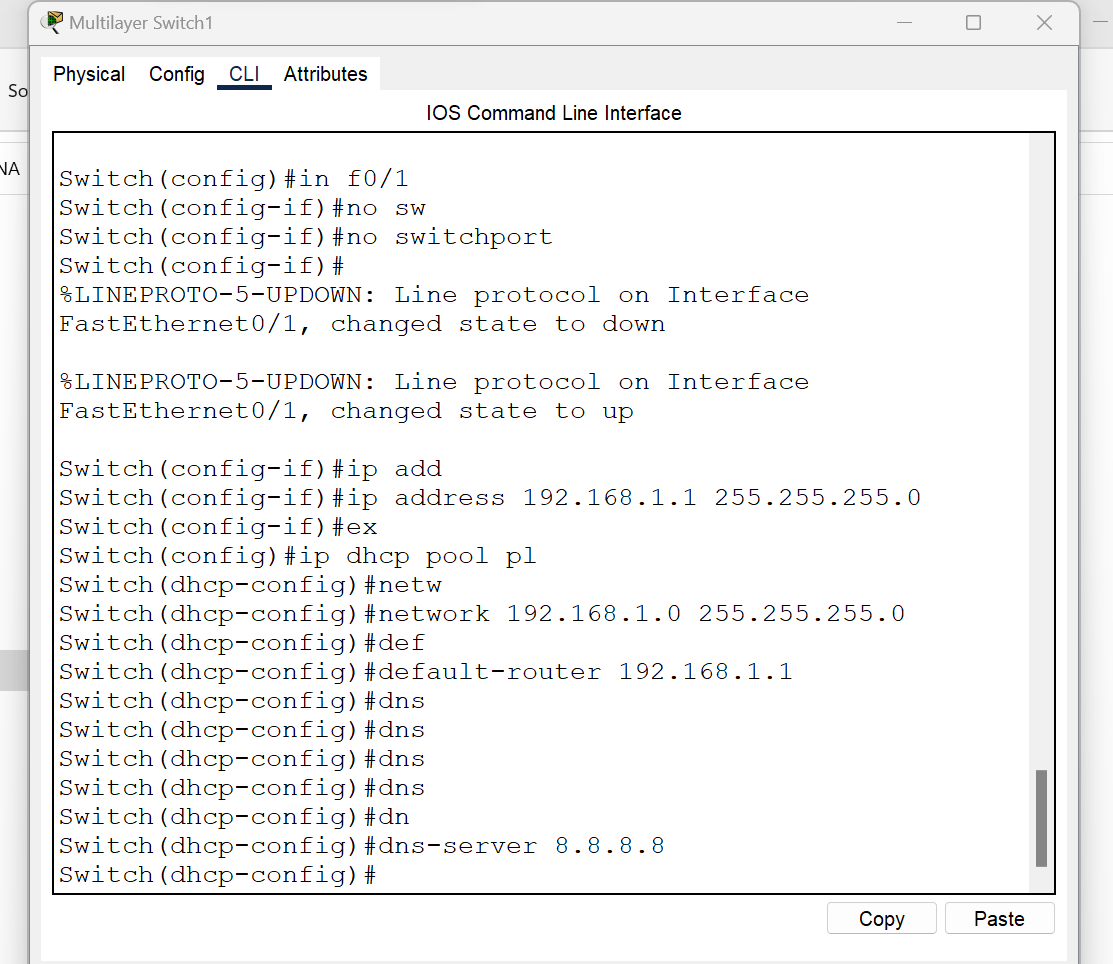 Multilayer Switch1
So
Physical Config CLI Attributes
IOS Command Line Interface
NA
Switch(config)#in f0/1
Switch(config-if)#no sw
Switch(config-if)#no switchport
Switch(config-if)#
%LINEPROTO-5-UPDOWN: Line protocol on Interface
FastEthernet0/1, changed state to down
%LINEPROTO-5-UPDOWN: Line protocol on Interface
FastEthernet0/1, changed state to up
Switch(config-if)#ip add
Switch(config-if)#ip address 192.168.1.1 255.255.255.0
Switch(config-if)#ex
Switch(config)#ip dhcp pool pl
Switch(dhcp-config)#netw
Switch(dhcp-config)#network 192.168.1.0 255.255.255.0
Switch(dhcp-config)#def
Switch(dhcp-config)#default-router 192.168.1.1
Switch(dhcp-config)#dns
Switch(dhcp-config)#dns
Switch(dhcp-config)#dns
Switch(dhcp-config)#dns
Switch(dhcp-config)#dn
Switch(dhcp-config)#dns-server 8.8.8.8
Switch(dhcp-config)#
Copy Paste